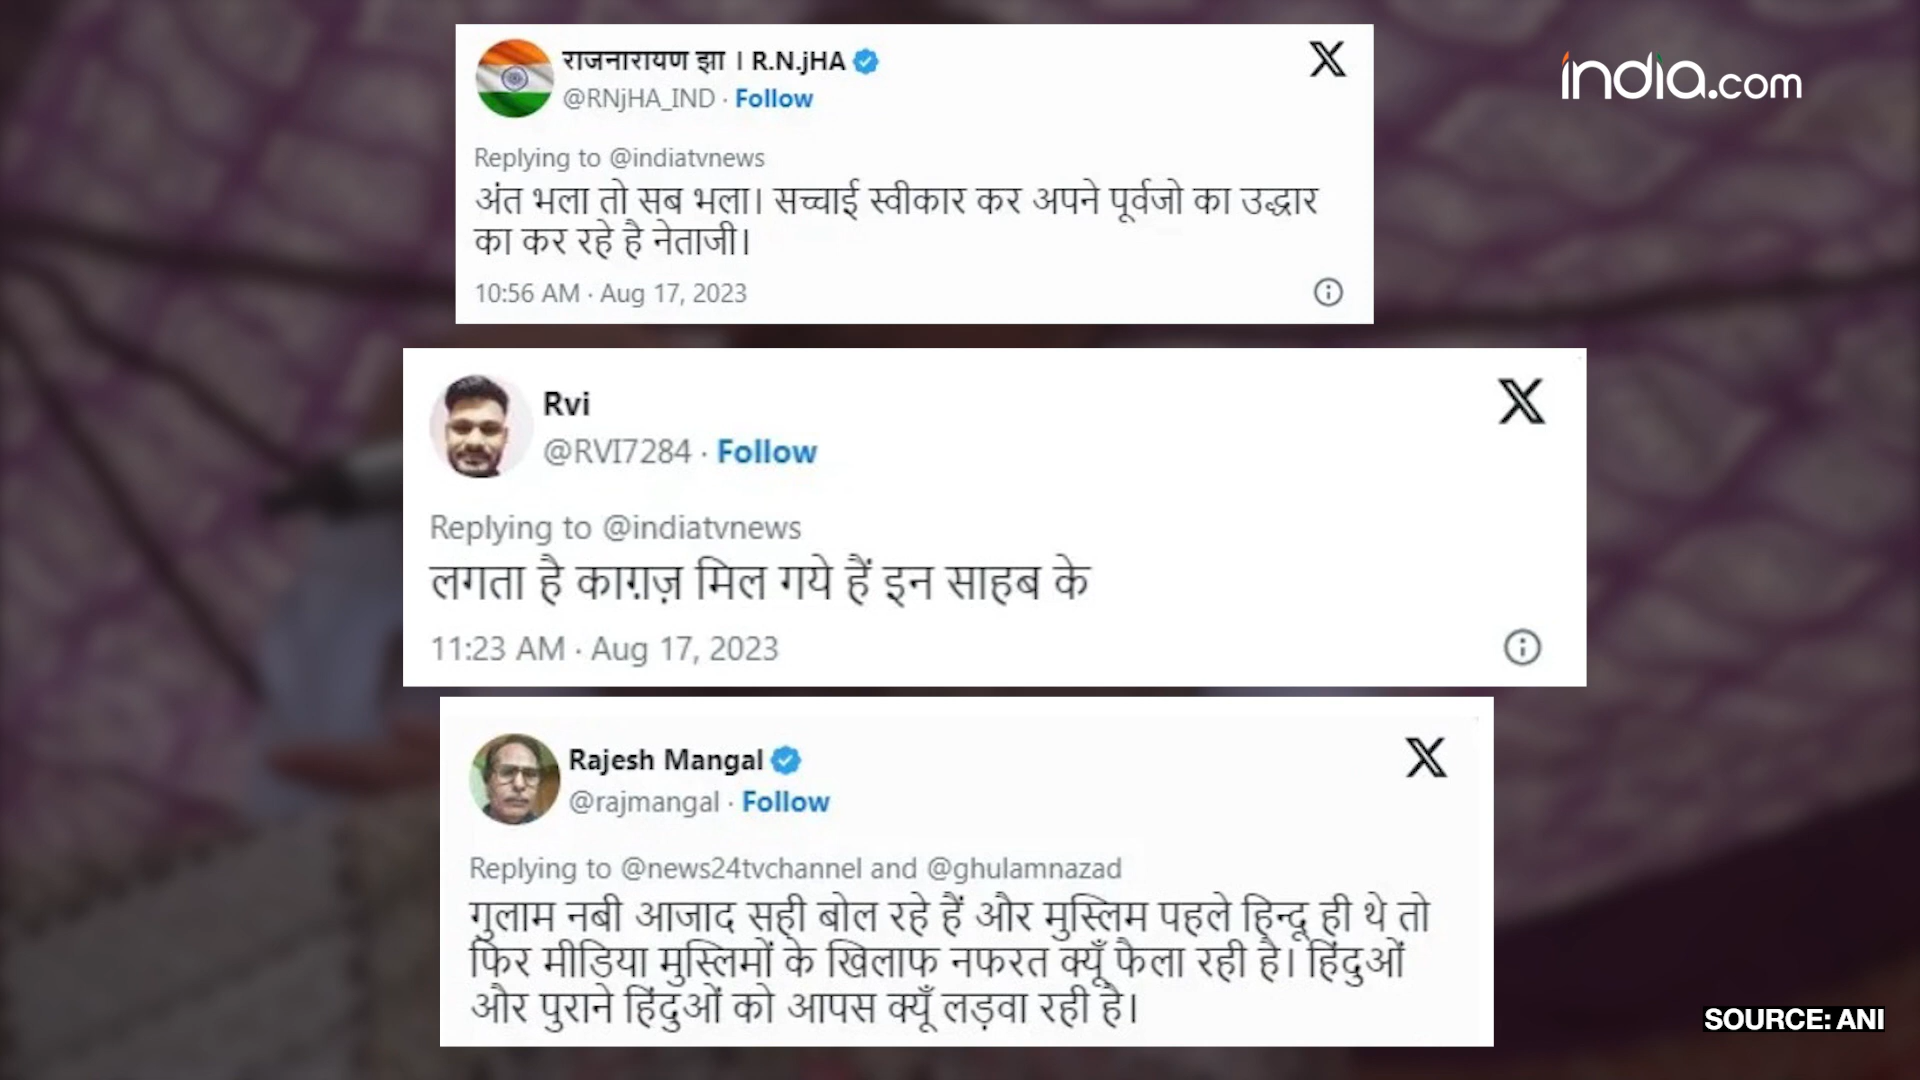 राजनारायण झा । R.N.jHA
@RNjHA_IND · Follow
Replying to @indiatvnews
अंत भला तो सब भला। सच्चाई स्वीकार कर अपने पूर्वजो का उद्धार
का कर रहे है नेताजी।
10:56 AM · Aug 17, 2023
india.com
Rvi
@RVI7284 · Follow
Replying to @indiatvnews
लगता है काग़ज़ मिल गये हैं इन साहब के
11:23 AM · Aug 17, 2023
Rajesh Mangal
@rajmangal · Follow
Replying to @news24tvchannel and @ghulamnazad
गुलाम नबी आजाद सही बोल रहे हैं और मुस्लिम पहले हिन्दू ही थे तो
फिर मीडिया मुस्लिमों के खिलाफ नफरत क्यूँ फैला रही है। हिंदुओं
और पुराने हिंदुओं को आपस क्यूँ लड़वा रही है।
SOURCE: ANI